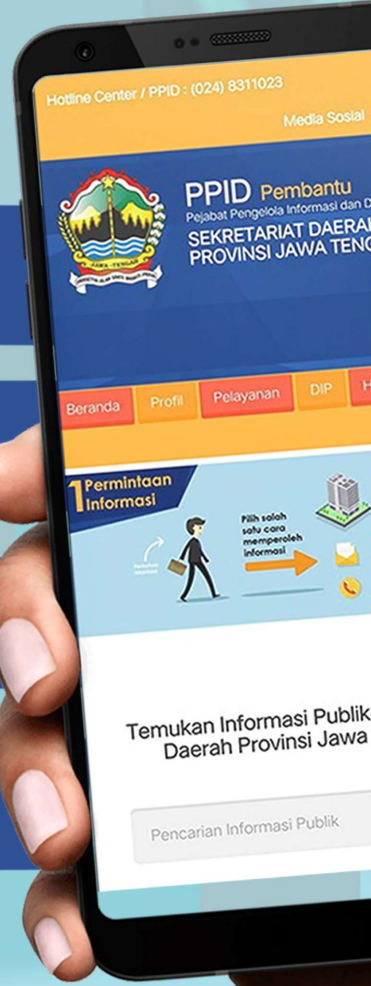 Hotline Center / PPID : (024) 8311023
Media Sosial
PPID Pembantu
Pejabat Pengelola Informasi dan D
SEKRETARIAT DAERAH
PROVINSI JAWA TENG
JAWA - TENGAH
Beranda Profil Pelayanan DIP H
1 Permintaan
Informasi
Pilih salah
satu cara
memperoleh
informasi
Temukan Informasi Publik
Daerah Provinsi Jawa
Pencarian Informasi Publik